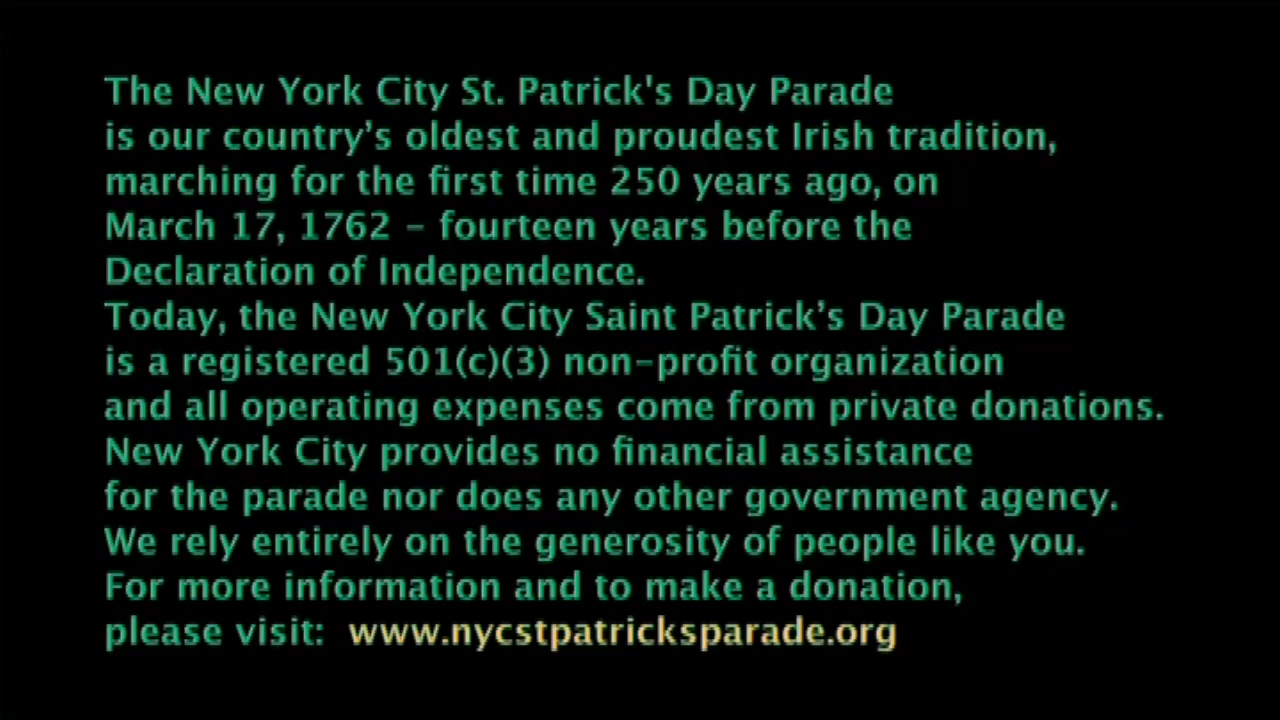 The New York City St. Patrick's Day Parade
is our country’s oldest and proudest Irish tradition,
marching for the first time 250 years ago, on
March 17, 1762 – fourteen years before the
Declaration of Independence.
Today, the New York City Saint Patrick’s Day Parade
is a registered 501(c)(3) non-profit organization
and all operating expenses come from private donations.
New York City provides no financial assistance
for the parade nor does any other government agency.
We rely entirely on the generosity of people like you.
For more information and to make a donation,
please visit: www.nycstpatricksparade.org